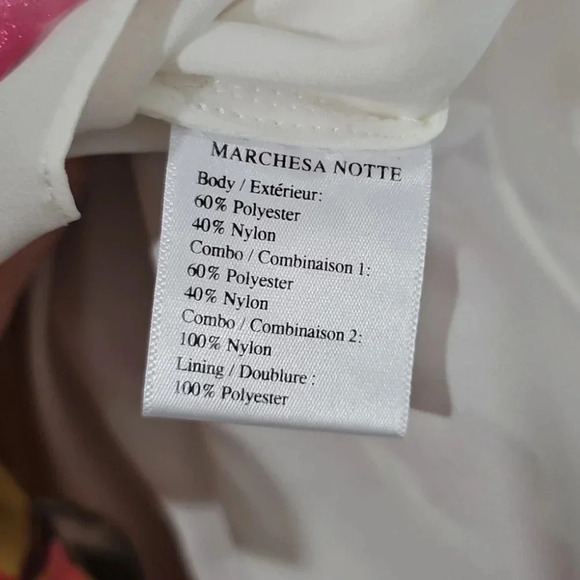 MARCHESA NOTTE
Body / Extérieur:
60% Polyester
40% Nylon
Combo / Combinaison 1:
60% Polyester
40% Nylon
Combo / Combinaison 2:
100% Nylon
Lining / Doublure :
100% Polyester